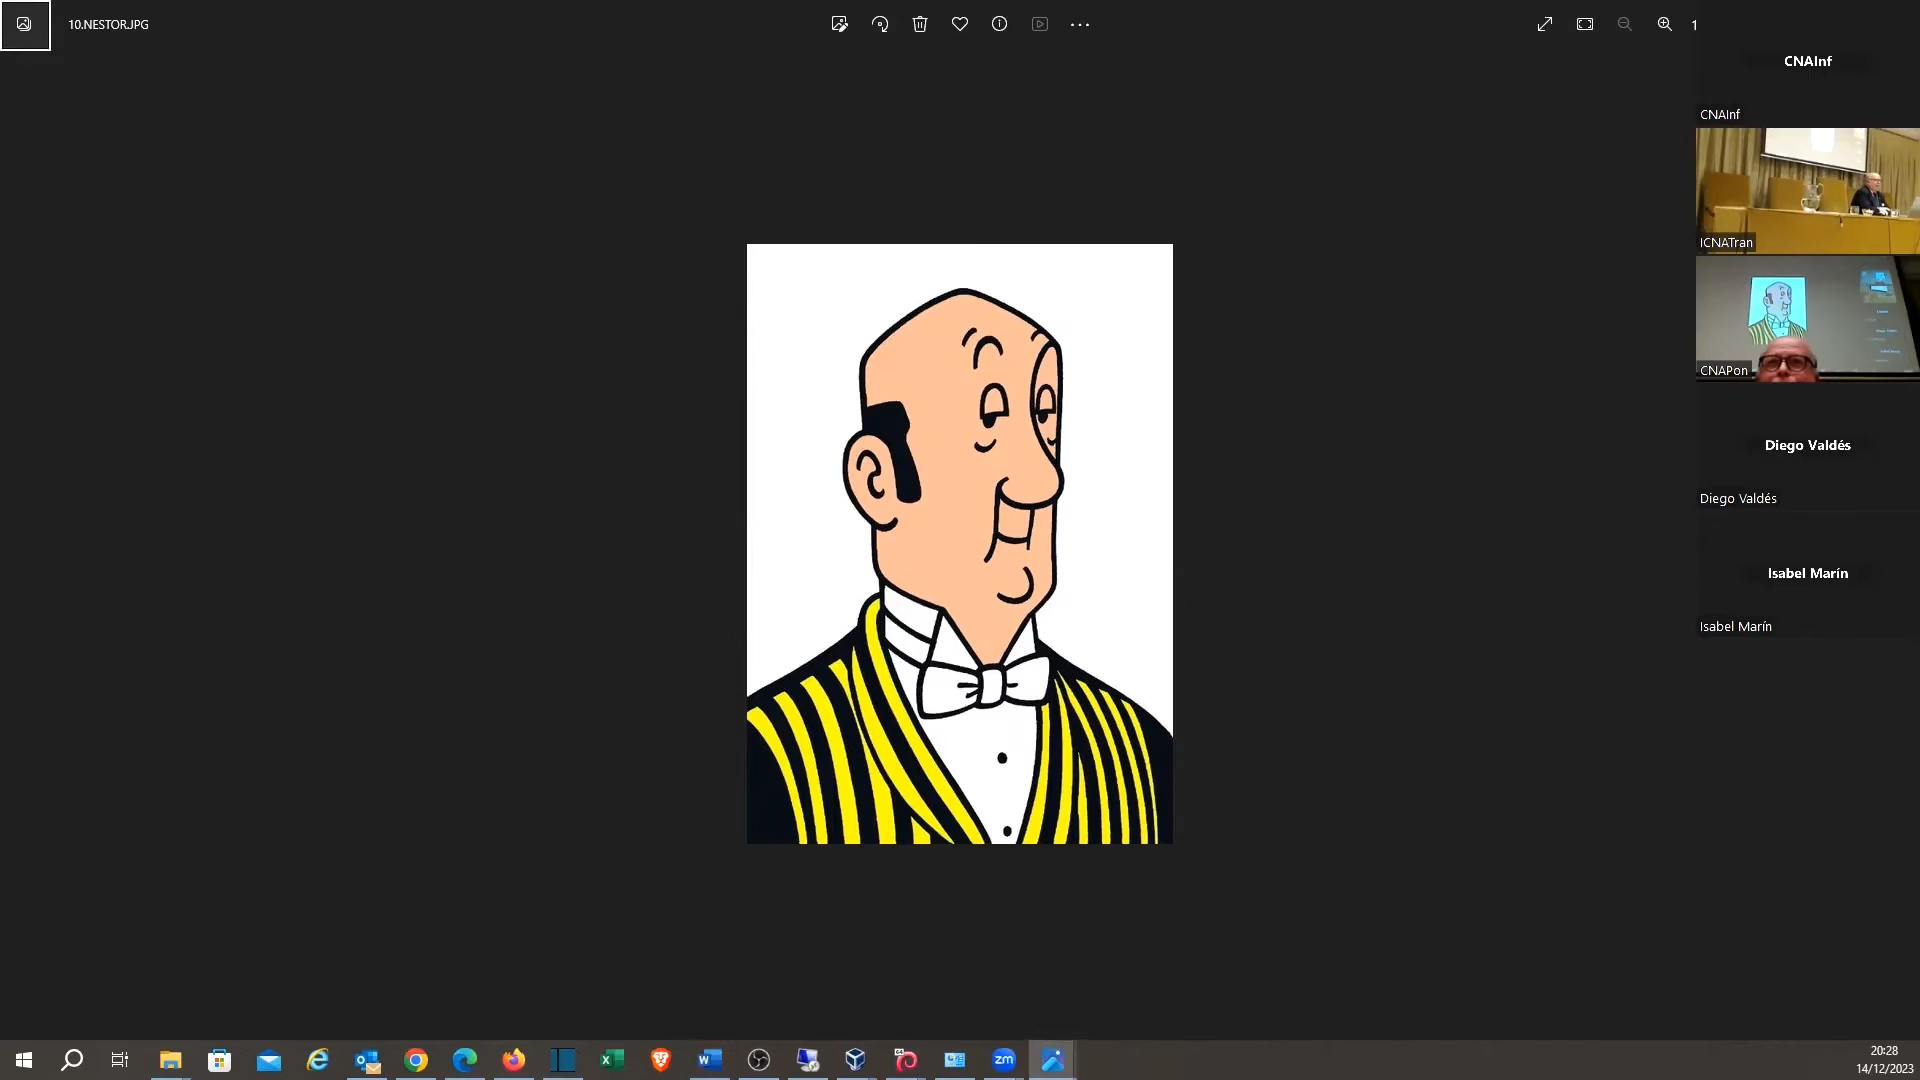 10.NESTOR.JPG
1
CNAInf
CNAInf
ICNATran
CNAPon
Diego Valdés
Diego Valdés
Isabel Marín
Isabel Marín
zm
20:28
14/12/2023